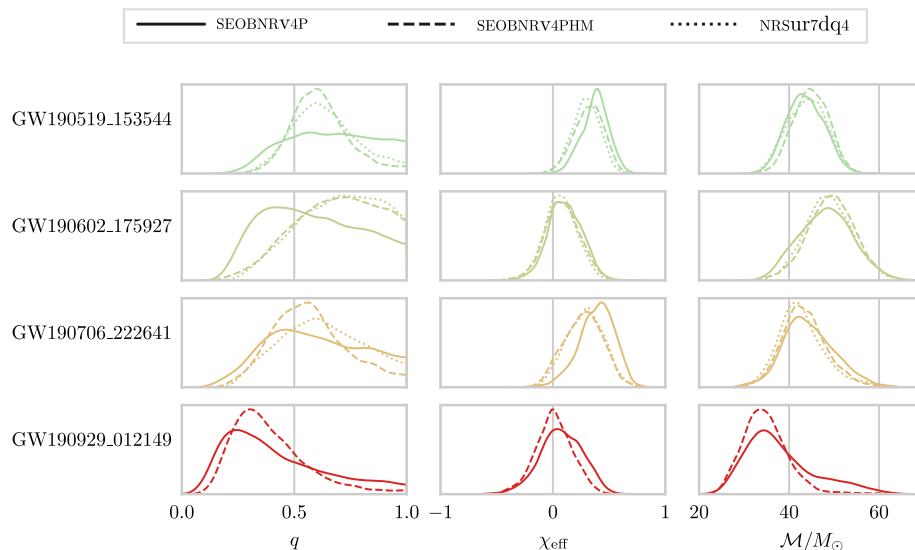 SEOBNRv4P SEOBNRv4PHM NRSur7dq4
GW190519_153544
GW190602_175927
GW190706_222641
GW190929_012149
0.0 0.5 1.0 −1 0 1 20 40 60
q χeff ℳ/M⊙